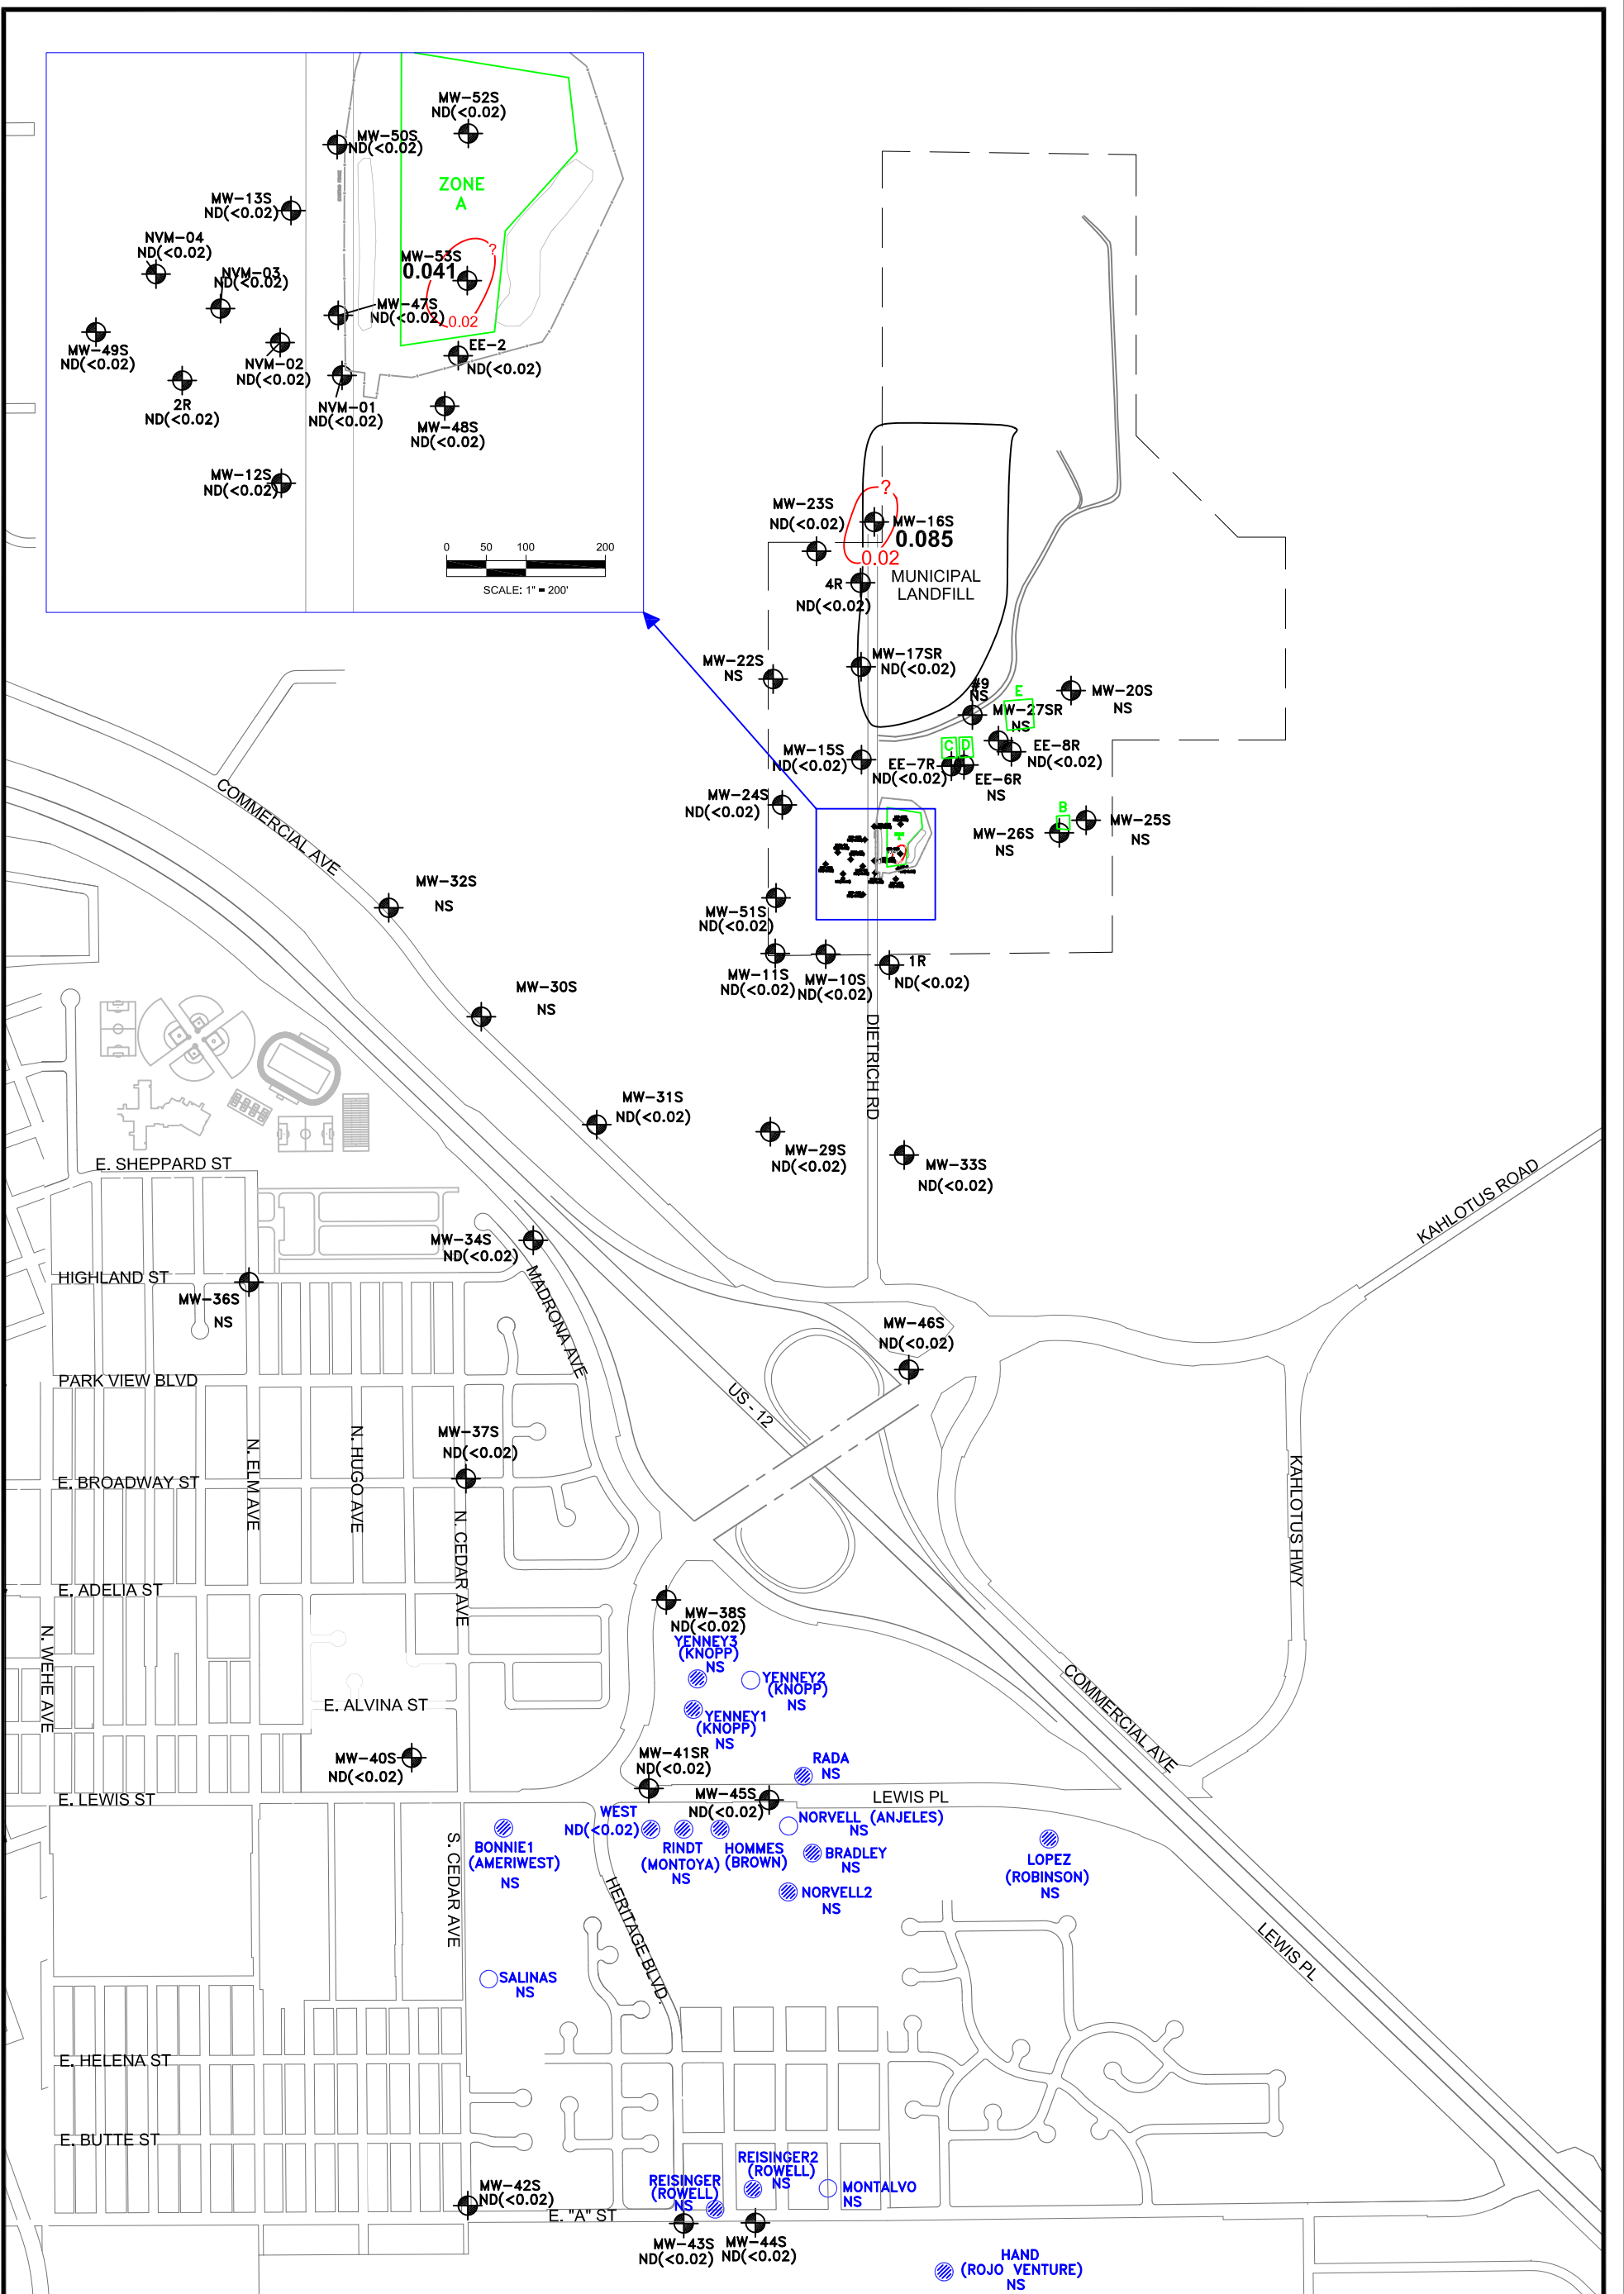 MW-52S
ND(<0.02)
MW-50S
ND(<0.02)
ZONE
A
MW-13S
ND(<0.02)
NVM-04
ND(<0.02)
NVM-03
ND(<0.02)
MW-53S
0.041
?
0.02
MW-47S
ND(<0.02)
MW-49S
ND(<0.02)
NVM-02
ND(<0.02)
EE-2
ND(<0.02)
2R
ND(<0.02)
NVM-01
ND(<0.02)
MW-48S
ND(<0.02)
MW-12S
ND(<0.02)
0 50 100 200
SCALE: 1" = 200'
MW-23S
ND(<0.02)
?
MW-16S
0.085
0.02
4R
ND(<0.02)
MUNICIPAL
LANDFILL
MW-17SR
ND(<0.02)
MW-22S
NS
#9
NS
E
MW-27SR
NS
MW-20S
NS
MW-15S
ND(<0.02)
C
D
EE-7R
ND(<0.02)
EE-6R
NS
EE-8R
ND(<0.02)
MW-24S
ND(<0.02)
B
MW-26S
NS
MW-25S
NS
COMMERCIAL AVE
MW-32S
NS
MW-51S
ND(<0.02)
MW-11S
ND(<0.02)
MW-10S
ND(<0.02)
1R
ND(<0.02)
MW-30S
NS
DIETRICH RD
MW-31S
ND(<0.02)
MW-29S
ND(<0.02)
MW-33S
ND(<0.02)
E. SHEPPARD ST
KAHLOTUS ROAD
MW-34S
ND(<0.02)
HIGHLAND ST
MW-36S
NS
MADRONA AVE
MW-46S
ND(<0.02)
PARK VIEW BLVD
US - 12
MW-37S
ND(<0.02)
N. ELM AVE
N. HUGO AVE
E. BROADWAY ST
N. CEDAR AVE
KAHLOTUS HWY
E. ADELIA ST
N. WEHE AVE
MW-38S
ND(<0.02)
YENNEY3
(KNOPP)
NS
YENNEY2
(KNOPP)
NS
YENNEY1
(KNOPP)
NS
COMMERCIAL AVE
E. ALVINA ST
MW-40S
ND(<0.02)
MW-41SR
ND(<0.02)
RADA
NS
MW-45S
ND(<0.02)
LEWIS PL
E. LEWIS ST
WEST
ND(<0.02)
NORVELL (ANJELES)
NS
BONNIE1
(AMERIWEST)
NS
RINDT
(MONTOYA)
NS
HOMMES
(BROWN)
BRADLEY
NS
LOPEZ
(ROBINSON)
NS
NORVELL2
NS
S. CEDAR AVE
HERITAGE BLVD.
LEWIS PL
SALINAS
NS
E. HELENA ST
E. BUTTE ST
REISINGER2
(ROWELL)
NS
REISINGER
(ROWELL)
NS
MONTALVO
NS
MW-42S
ND(<0.02)
E. "A" ST
MW-43S
ND(<0.02)
MW-44S
ND(<0.02)
HAND
(ROJO VENTURE)
NS